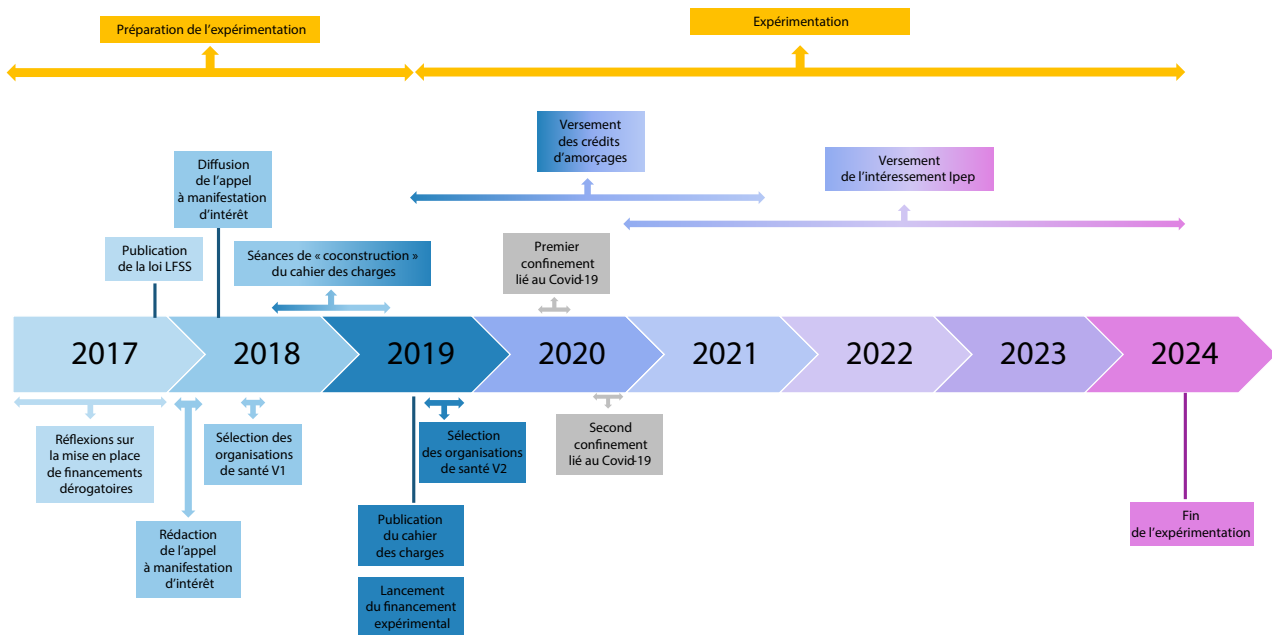 Préparation de l'expérimentation
Expérimentation
Versement
des crédits
d'amorçages
Versement
de l'intéressement Ipep
Diffusion
de l'appel
à manifestation
d'intérêt
Publication
de la loi LFSS
Séances de « coconstruction »
du cahier des charges
Premier
confinement
lié au Covid-19
2017
2018
2019
2020
2021
2022
2023
2024
Réflexions sur
la mise en place
de financements
dérogatoires
Sélection des
organisations
de santé V1
Sélection
des organisations
de santé V2
Second
confinement
lié au Covid-19
Rédaction
de l'appel
à manifestation
d'intérêt
Publication
du cahier
des charges
Lancement
du financement
expérimental
Fin
de l'expérimentation